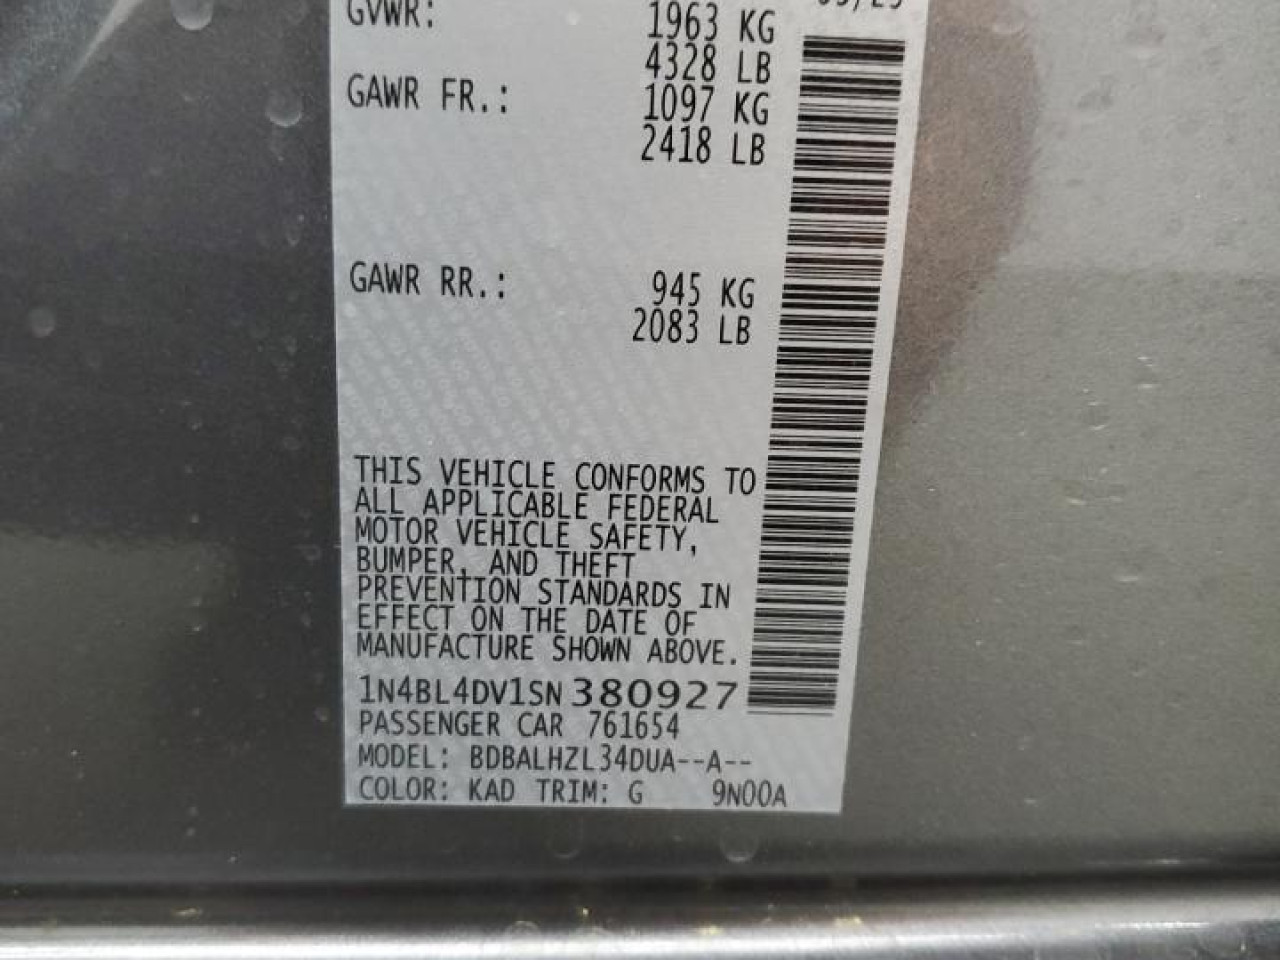 GVWR: 1963 KG
4328 LB
GAWR FR.: 1097 KG
2418 LB
GAWR RR.: 945 KG
2083 LB
THIS VEHICLE CONFORMS TO
ALL APPLICABLE FEDERAL
MOTOR VEHICLE SAFETY,
BUMPER, AND THEFT
PREVENTION STANDARDS IN
EFFECT ON THE DATE OF
MANUFACTURE SHOWN ABOVE.
1N4BL4DV1SN380927
PASSENGER CAR 761654
MODEL: BDBALHZL34DUA--A--
COLOR: KAD TRIM: G 9N00A